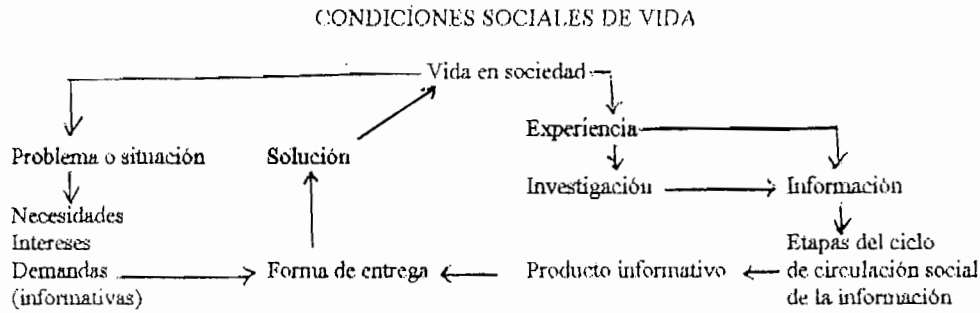 CONDICIONES SOCIALES DE VIDA
Vida en sociedad
Experiencia
Problema o situación
Solución
Investigación
Información
Necesidades
Intereses
Demandas
(informativas)
Forma de entrega
Producto informativo
Etapas del ciclo
de circulación social
de la información